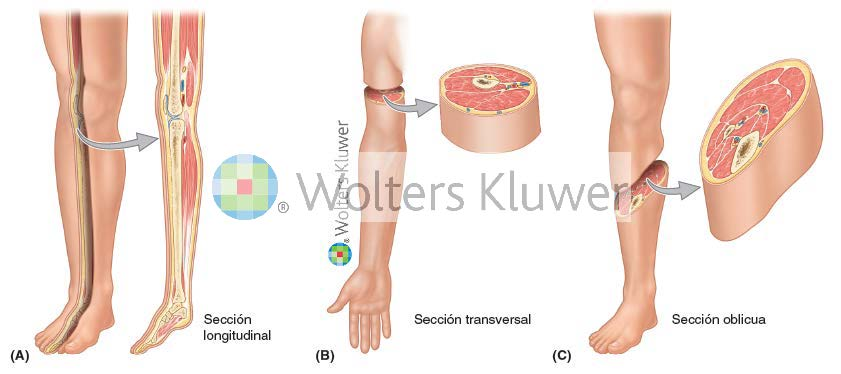 Wolters Kluwer
® Wolters Kluwer
®
Sección
longitudinal
Sección transversal
Sección oblicua
(A)
(B)
(C)